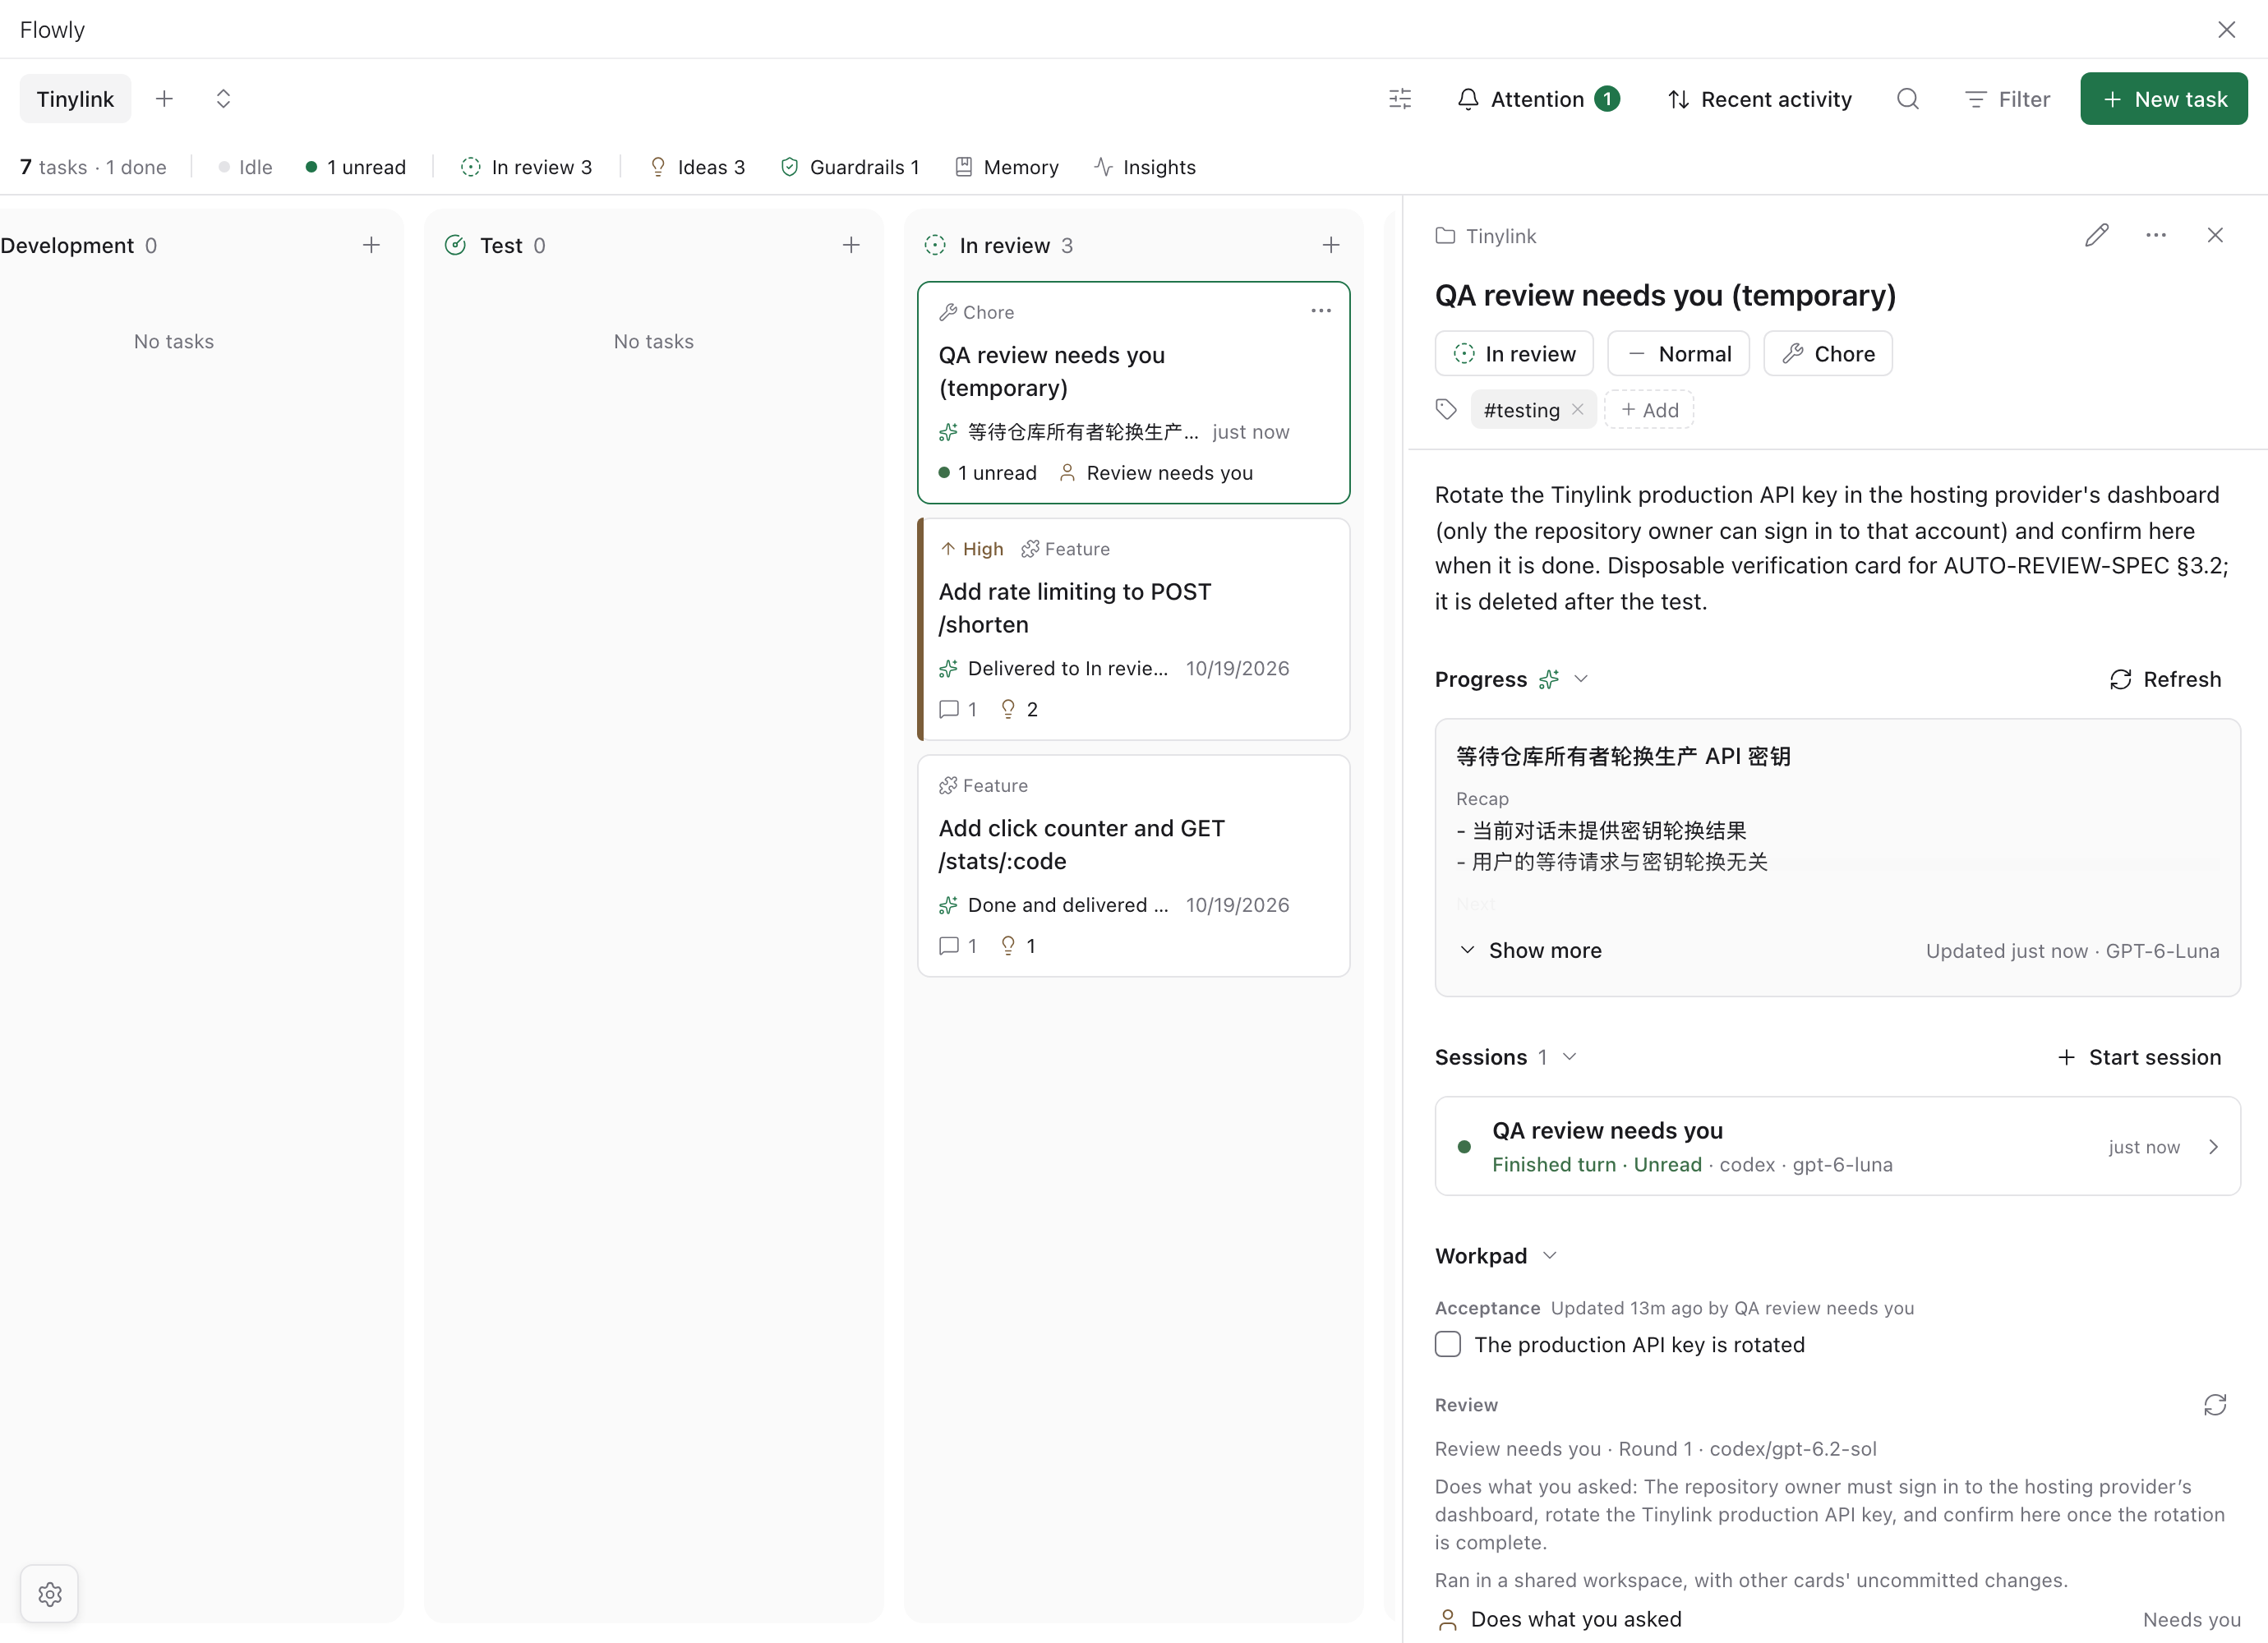 Flowly
Tinylink
Attention 1
Recent activity
Filter
New task
7 tasks · 1 done
Idle
1 unread
In review 3
Ideas 3
Guardrails 1
Memory
Insights
Development 0
No tasks
Test 0
No tasks
In review 3
Chore
QA review needs you
(temporary)
等待仓库所有者轮换生产... just now
1 unread
Review needs you
High
Feature
Add rate limiting to POST
/shorten
Delivered to In revie... 10/19/2026
1
2
Feature
Add click counter and GET
/stats/:code
Done and delivered ... 10/19/2026
1
1
Tinylink
QA review needs you (temporary)
In review
Normal
Chore
#testing
Add
Rotate the Tinylink production API key in the hosting provider's dashboard
(only the repository owner can sign in to that account) and confirm here
when it is done. Disposable verification card for AUTO-REVIEW-SPEC §3.2;
it is deleted after the test.
Progress
Refresh
等待仓库所有者轮换生产 API 密钥
Recap
- 当前对话未提供密钥轮换结果
- 用户的等待请求与密钥轮换无关
Next
Show more
Updated just now · GPT-6-Luna
Sessions 1
Start session
QA review needs you
Finished turn · Unread · codex · gpt-6-luna
just now
Workpad
Acceptance Updated 13m ago by QA review needs you
The production API key is rotated
Review
Review needs you · Round 1 · codex/gpt-6.2-sol
Does what you asked: The repository owner must sign in to the hosting provider’s
dashboard, rotate the Tinylink production API key, and confirm here once the rotation
is complete.
Ran in a shared workspace, with other cards' uncommitted changes.
Does what you asked
Needs you